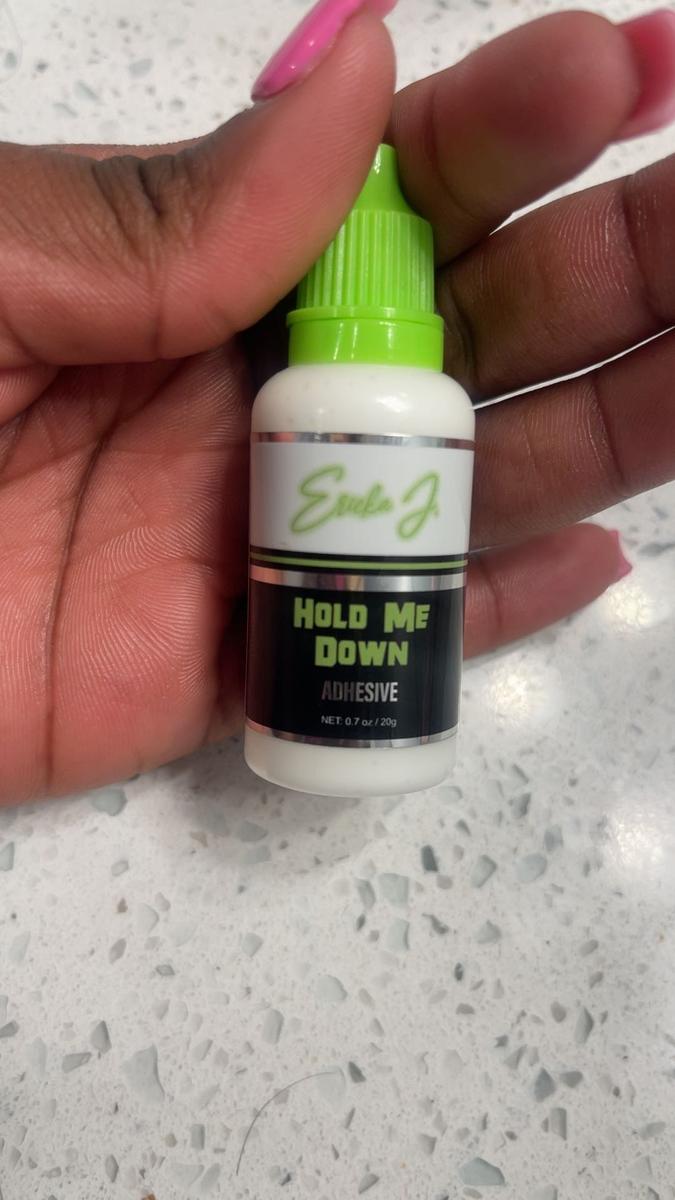 Ericka J.
HOLD ME
DOWN
ADHESIVE
NET: 0.7 oz / 20g